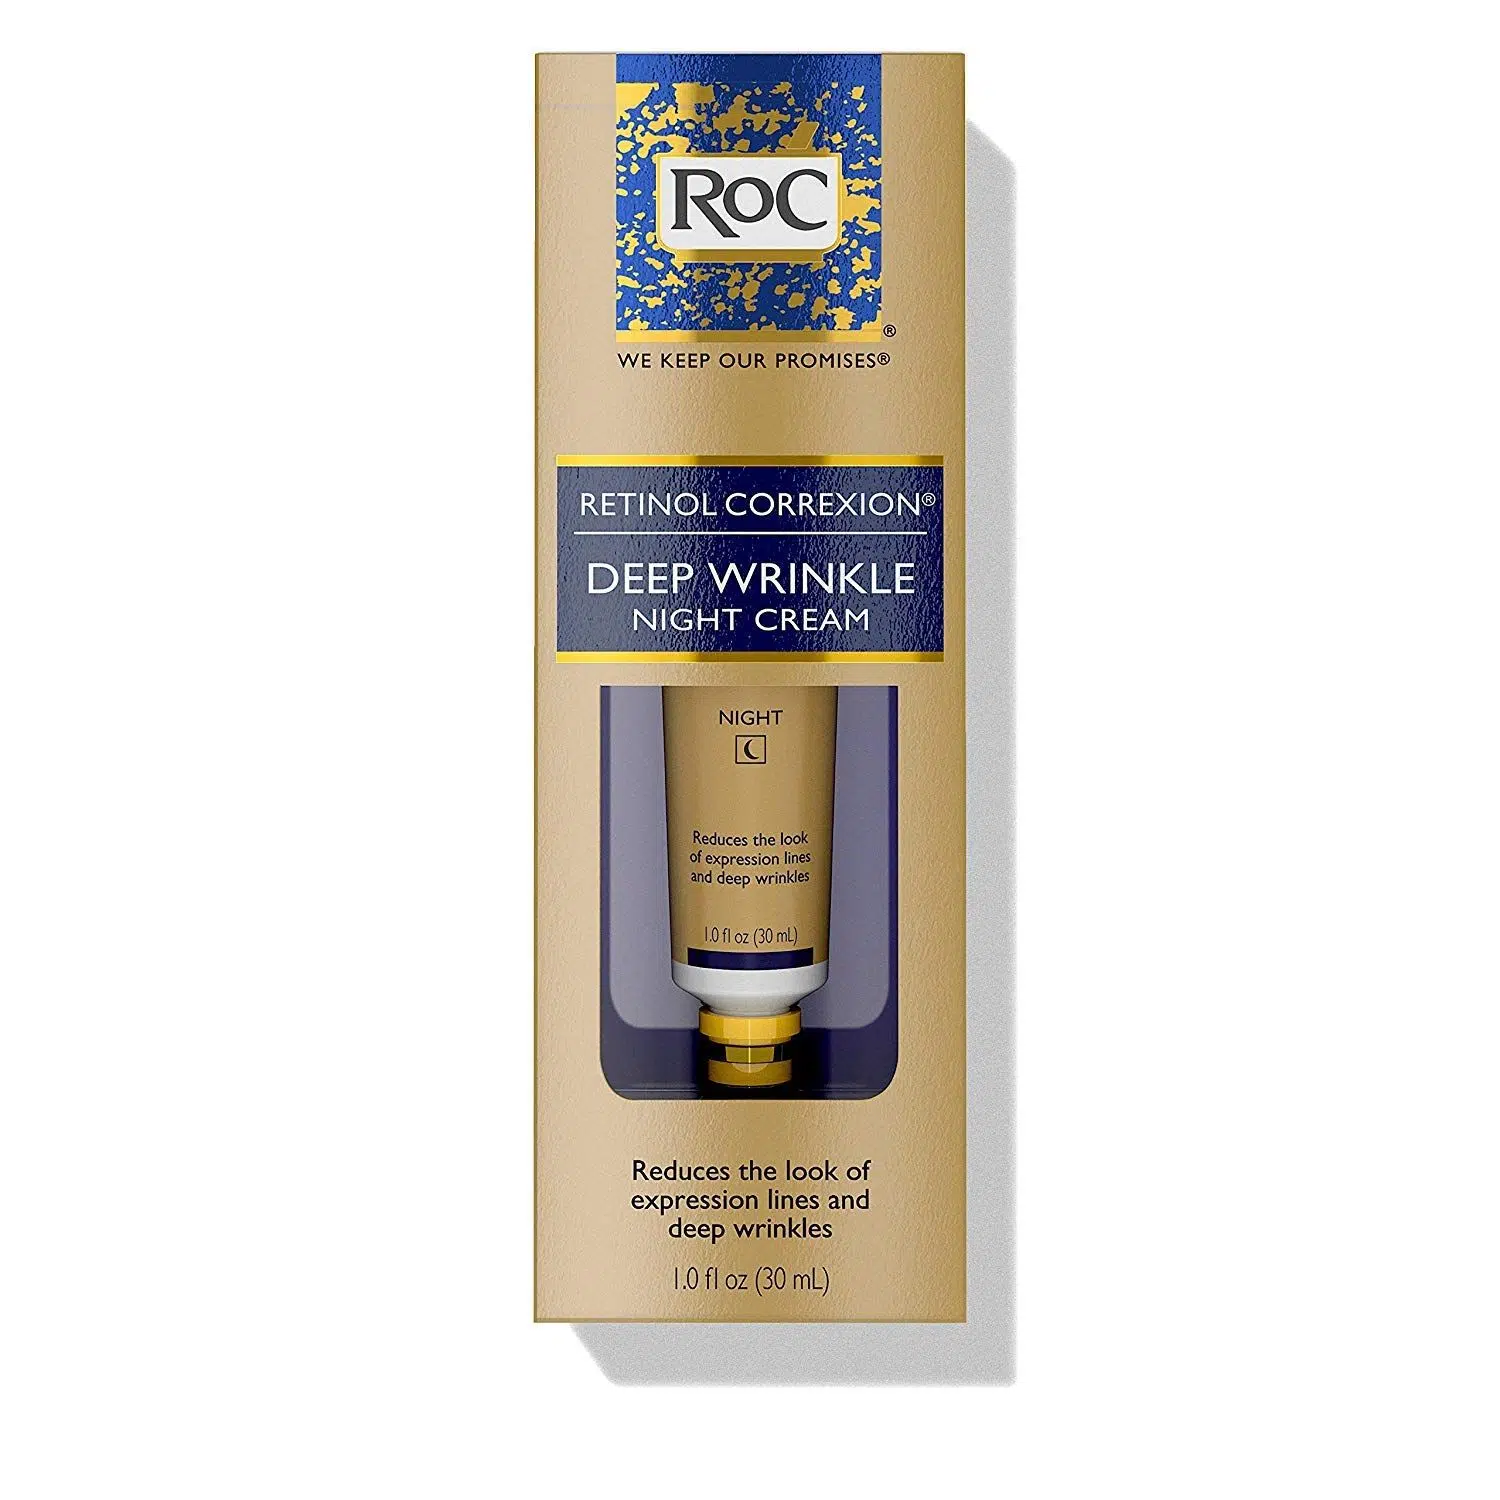 RoC
®
WE KEEP OUR PROMISES®
RETINOL CORREXION®
DEEP WRINKLE
NIGHT CREAM
NIGHT
Reduces the look
of expression lines
and deep wrinkles
1.0 fl oz (30 mL)
Reduces the look of
expression lines and
deep wrinkles
1.0 fl oz (30 mL)